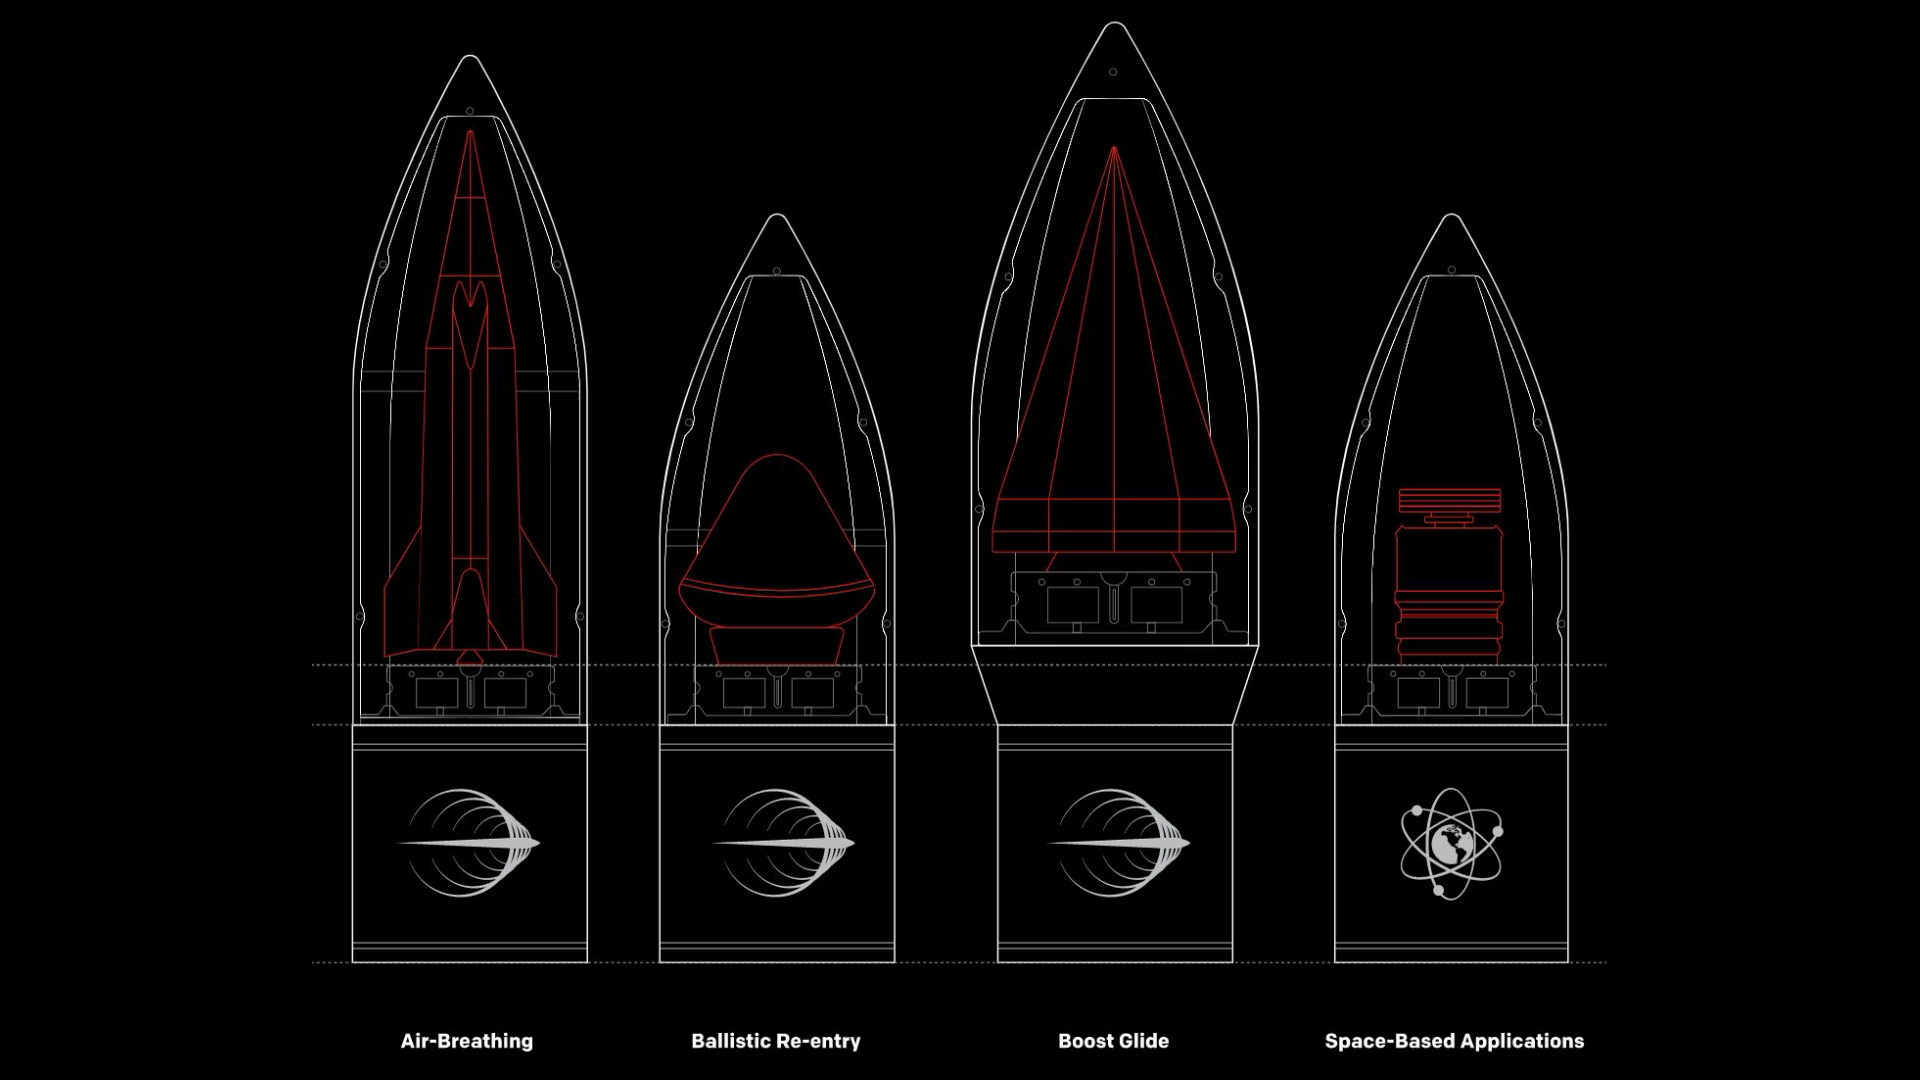 Air-Breathing
Ballistic Re-entry
Boost Glide
Space-Based Applications